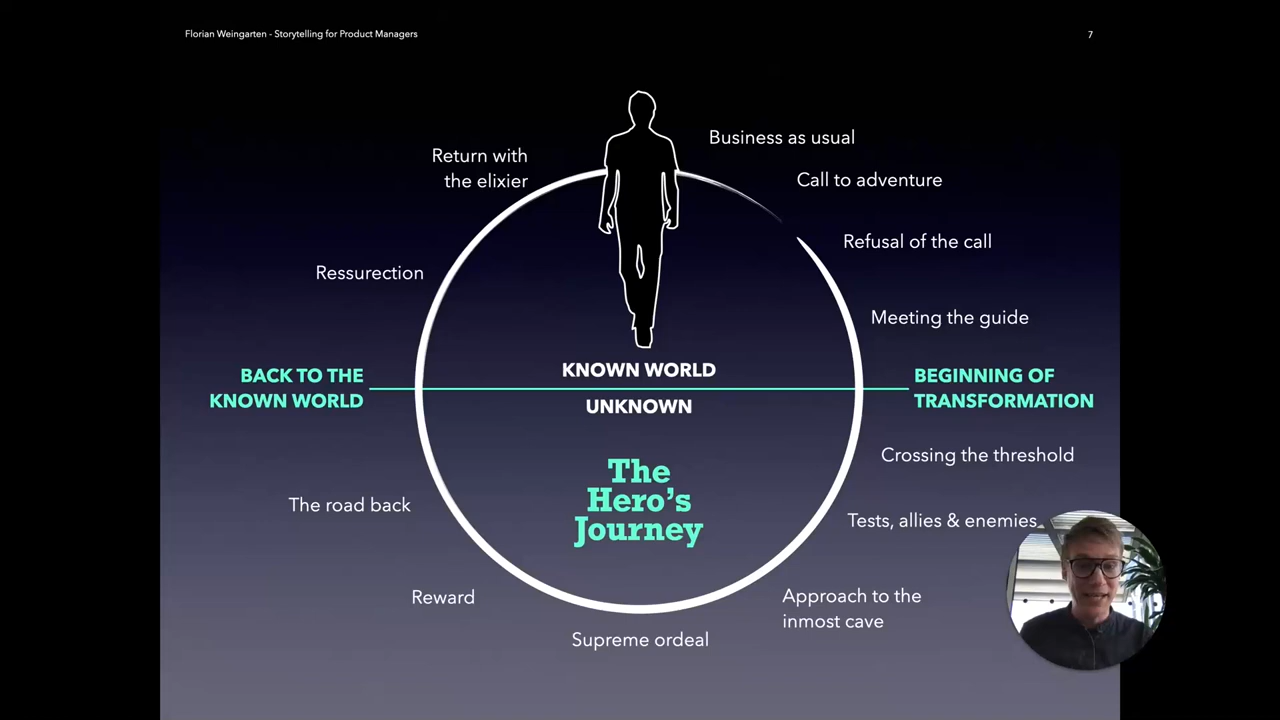 Florian Weingarten - Storytelling for Product Managers
7
Business as usual
Call to adventure
Refusal of the call
Meeting the guide
BEGINNING OF
TRANSFORMATION
Crossing the threshold
Tests, allies & enemies
Approach to the
inmost cave
Supreme ordeal
Reward
The road back
BACK TO THE
KNOWN WORLD
Ressurection
Return with
the elixier
KNOWN WORLD
UNKNOWN
The
Hero's
Journey